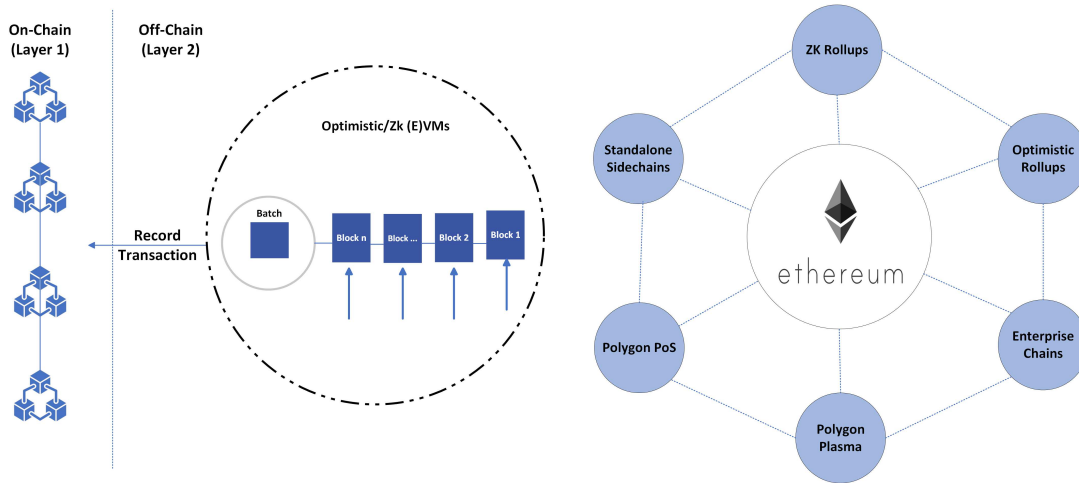 On-Chain
(Layer 1)
Off-Chain
(Layer 2)
Optimistic/Zk (E)VMs
Batch
Block n
Block ...
Block 2
Block 1
Record
Transaction
ZK Rollups
Standalone
Sidechains
Optimistic
Rollups
ethereum
Polygon PoS
Enterprise
Chains
Polygon
Plasma